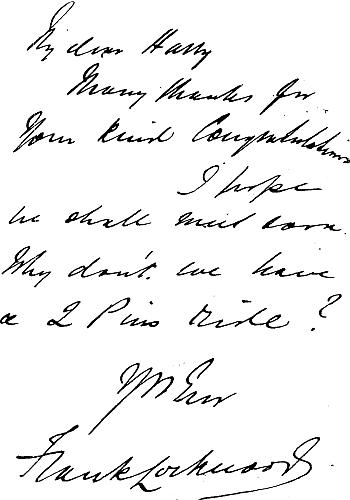 My dear Harry
Many thanks for
Your kind Congratulations
I hope
we shall meet soon.
Why don't we have
a 2 Pins ride?
Yrs Ever
Frank Lockwood